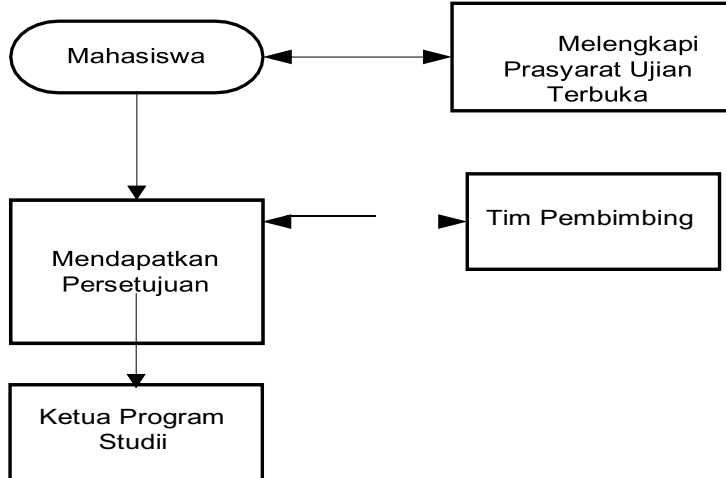 Mahasiswa
Melengkapi
Prasyarat Ujian
Terbuka
Mendapatkan
Persetujuan
Tim Pembimbing
Ketua Program
Studii